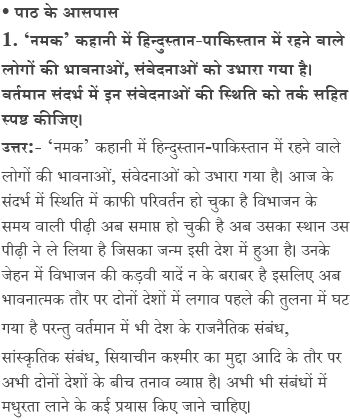 • पाठ के आसपास
1. ‘नमक’ कहानी में हिन्दुस्तान-पाकिस्तान में रहने वाले
लोगों की भावनाओं, संवेदनाओं को उभारा गया है।
वर्तमान संदर्भ में इन संवेदनाओं की स्थिति को तर्क सहित
स्पष्ट कीजिए।
उत्तर:- ‘नमक’ कहानी में हिन्दुस्तान-पाकिस्तान में रहने वाले
लोगों की भावनाओं, संवेदनाओं को उभारा गया है। आज के
संदर्भ में स्थिति में काफी परिवर्तन हो चुका है विभाजन के
समय वाली पीढ़ी अब समाप्त हो चुकी है अब उसका स्थान उस
पीढ़ी ने ले लिया है जिसका जन्म इसी देश में हुआ है। उनके
जेहन में विभाजन की कड़वी यादें न के बराबर है इसलिए अब
भावनात्मक तौर पर दोनों देशों में लगाव पहले की तुलना में घट
गया है परन्तु वर्तमान में भी देश के राजनैतिक संबंध,
सांस्कृतिक संबंध, सियाचीन कश्मीर का मुद्दा आदि के तौर पर
अभी दोनों देशों के बीच तनाव व्याप्त है। अभी भी संबंधों में
मधुरता लाने के कई प्रयास किए जाने चाहिए।